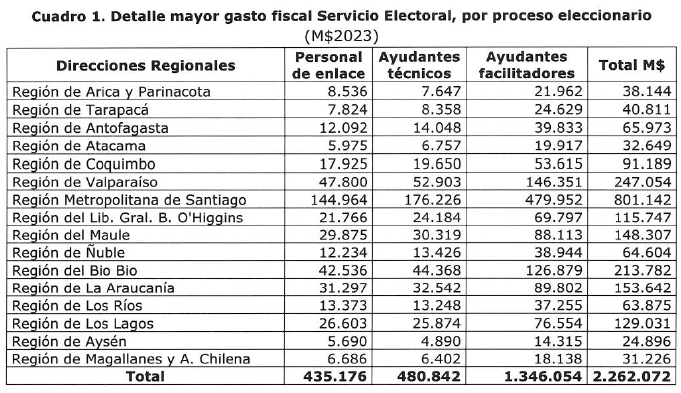 Cuadro 1. Detalle mayor gasto fiscal Servicio Electoral, por proceso eleccionario
(M$2023)
Direcciones Regionales Personal de enlace Ayudantes técnicos Ayudantes facilitadores Total M$
Región de Arica y Parinacota 8.536 7.647 21.962 38.144
Región de Tarapacá 7.824 8.358 24.629 40.811
Región de Antofagasta 12.092 14.048 39.833 65.973
Región de Atacama 5.975 6.757 19.917 32.649
Región de Coquimbo 17.925 19.650 53.615 91.189
Región de Valparaíso 47.800 52.903 146.351 247.054
Región Metropolitana de Santiago 144.964 176.226 479.952 801.142
Región del Lib. Gral. B. O'Higgins 21.766 24.184 69.797 115.747
Región del Maule 29.875 30.319 88.113 148.307
Región de Ñuble 12.234 13.426 38.944 64.604
Región del Bio Bio 42.536 44.368 126.879 213.782
Región de La Araucanía 31.297 32.542 89.802 153.642
Región de Los Ríos 13.373 13.248 37.255 63.875
Región de Los Lagos 26.603 25.874 76.554 129.031
Región de Aysén 5.690 4.890 14.315 24.896
Región de Magallanes y A. Chilena 6.686 6.402 18.138 31.226
Total 435.176 480.842 1.346.054 2.262.072